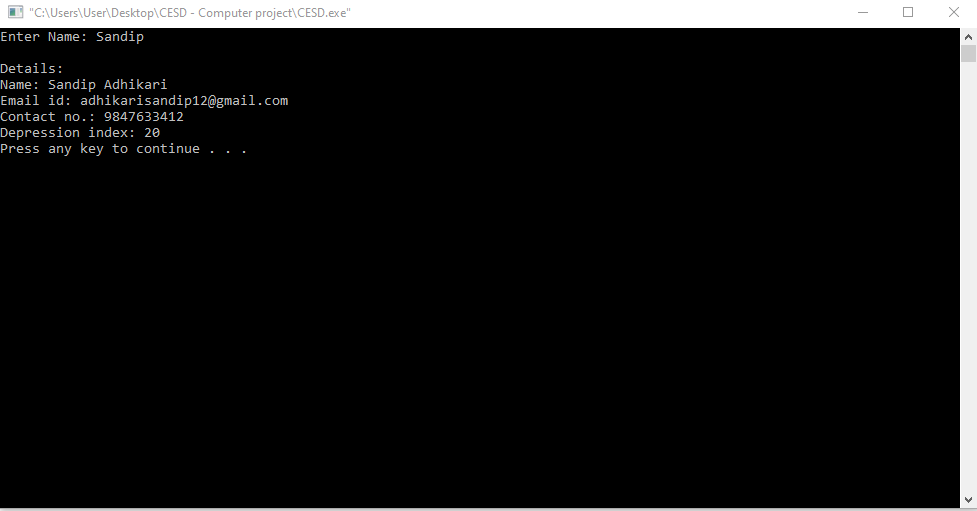 "C:\Users\User\Desktop\CESD - Computer project\CESD.exe"
Enter Name: Sandip
Details:
Name: Sandip Adhikari
Email id: adhikarisandip12@gmail.com
Contact no.: 9847633412
Depression index: 20
Press any key to continue . . .